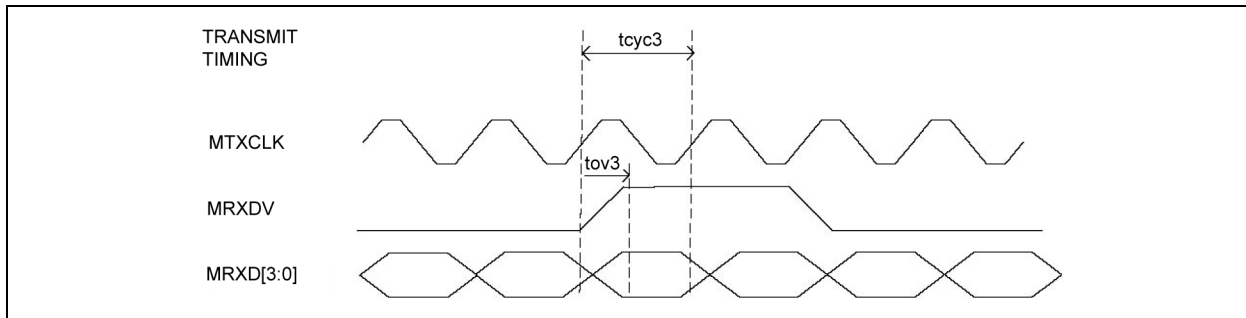 TRANSMIT
TIMING
tcyc3
MTXCLK
tov3
MRXDV
MRXD[3:0]